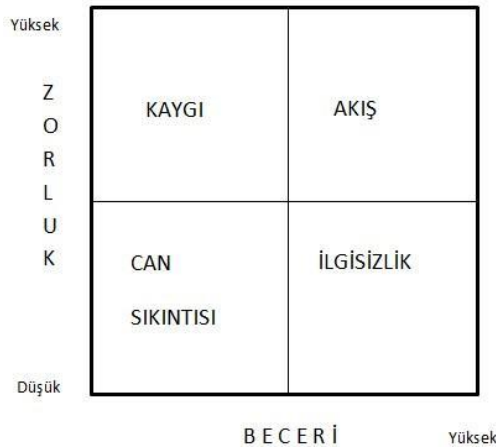 Yüksek
Z
O
R
L
U
K
KAYGI
AKIŞ
CAN
SIKINTISI
İLGİSİZLİK
Düşük
BECERİ
Yüksek